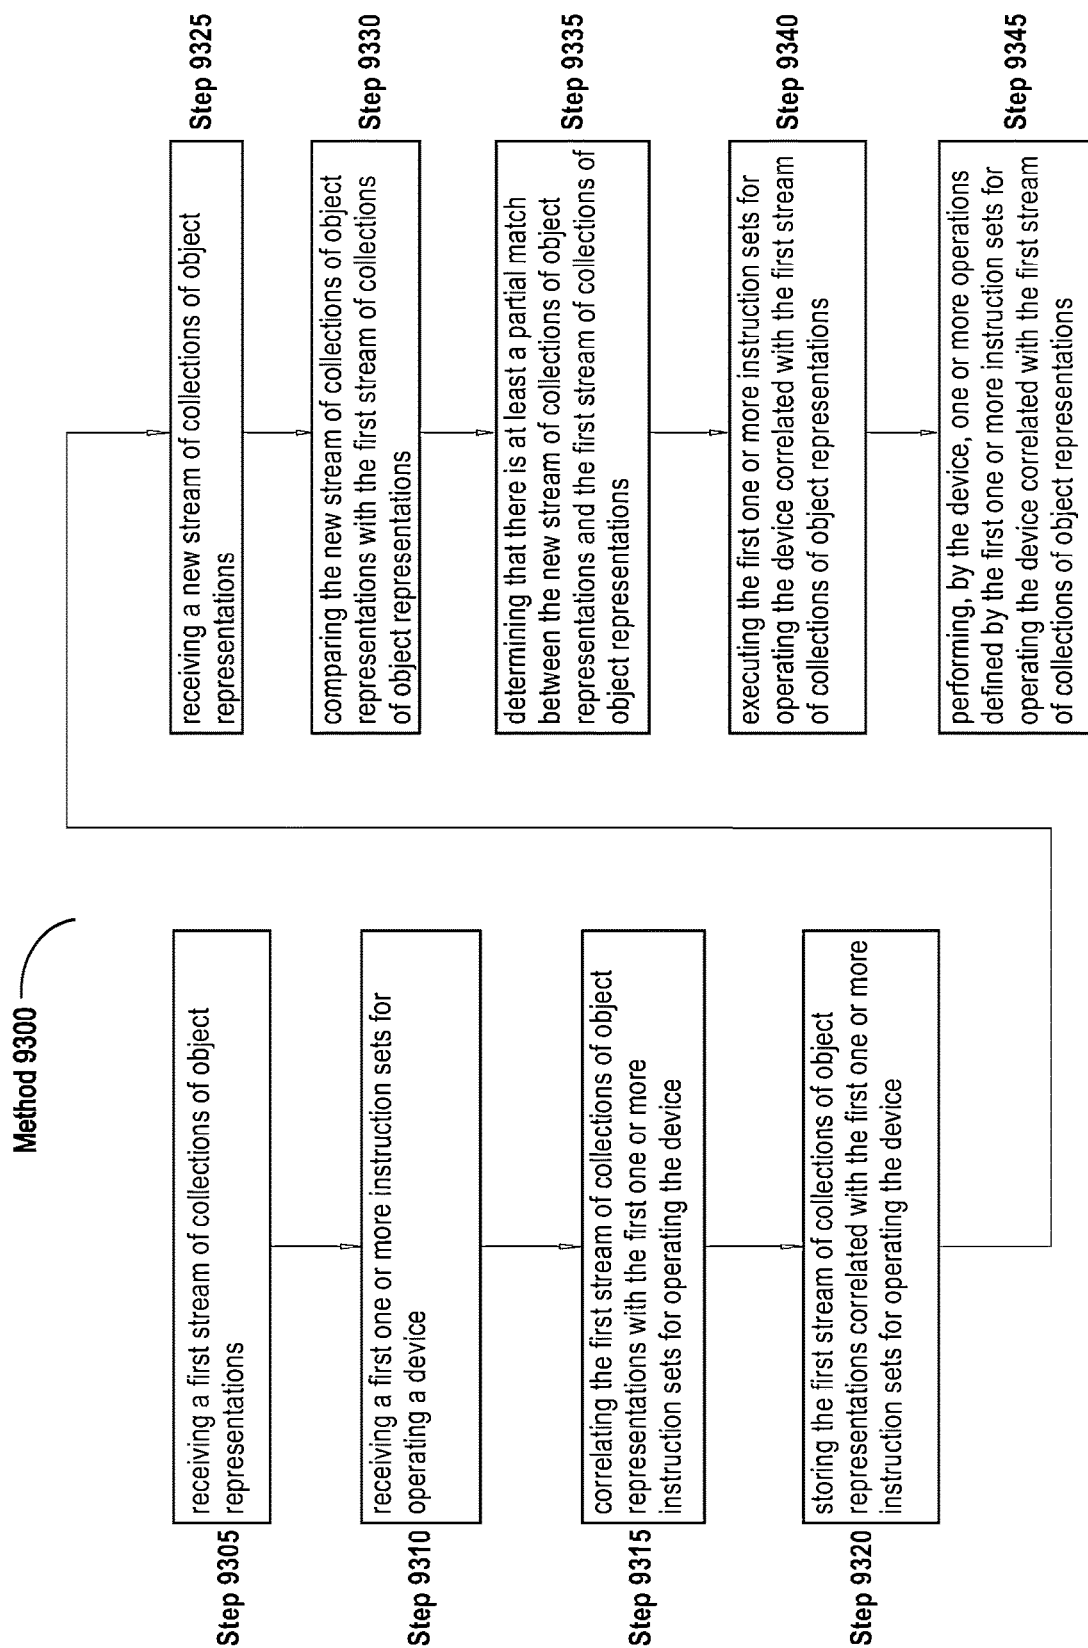 Method 9300
Step 9305
receiving a first stream of collections of object
representations
Step 9310
receiving a first one or more instruction sets for
operating a device
Step 9315
correlating the first stream of collections of object
representations with the first one or more
instruction sets for operating the device
Step 9320
storing the first stream of collections of object
representations correlated with the first one or more
instruction sets for operating the device
receiving a new stream of collections of object
representations
Step 9325
comparing the new stream of collections of object
representations with the first stream of collections
of object representations
Step 9330
determining that there is at least a partial match
between the new stream of collections of object
representations and the first stream of collections of
object representations
Step 9335
executing the first one or more instruction sets for
operating the device correlated with the first stream
of collections of object representations
Step 9340
performing, by the device, one or more operations
defined by the first one or more instruction sets for
operating the device correlated with the first stream
of collections of object representations
Step 9345